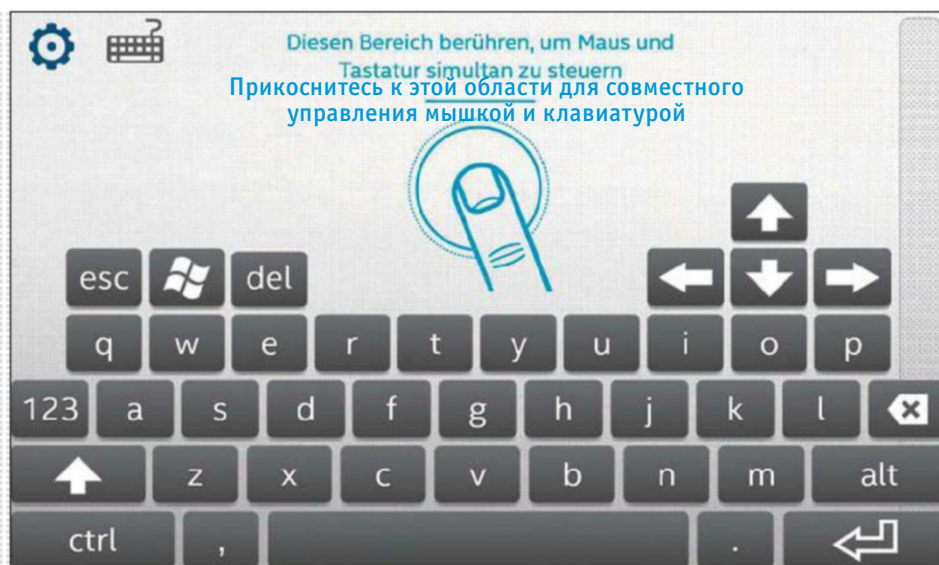 Diesen Bereich berühren, um Maus und
Tastatur simultan zu steuern
Прикоснитесь к этой области для совместного
управления мышкой и клавиатурой
esc del
q w e r t y u i o p
123 a s d f g h j k l
z x c v b n m alt
ctrl , .